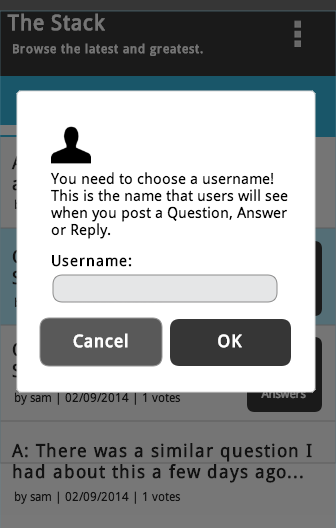 The Stack
Browse the latest and greatest.
You need to choose a username!
This is the name that users will see
when you post a Question, Answer
or Reply.
Username:
Cancel
OK
Answers
by sam | 02/09/2014 | 1 votes
A: There was a similar question I
had about this a few days ago...
by sam | 02/09/2014 | 1 votes